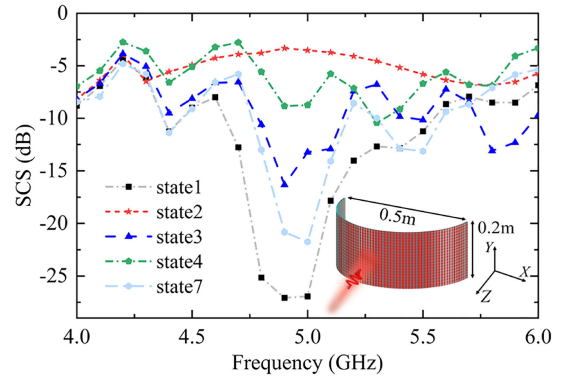 0
-5
-10
-15
-20
-25
SCS (dB)
state1
state2
state3
state4
state7
0.5m
0.2m
Y
X
Z
4.0 4.5 5.0 5.5 6.0
Frequency (GHz)